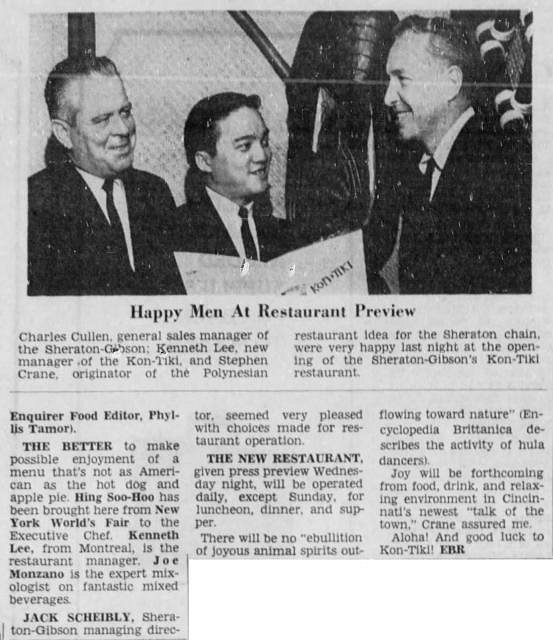 KON-TIKI
Happy Men At Restaurant Preview
Charles Cullen, general sales manager of
the Sheraton-Gibson; Kenneth Lee, new
manager of the Kon-Tiki, and Stephen
Crane, originator of the Polynesian
restaurant idea for the Sheraton chain,
were very happy last night at the open-
ing of the Sheraton-Gibson's Kon-Tiki
restaurant.
Enquirer Food Editor, Phyl-
lis Tamor).
THE BETTER to make
possible enjoyment of a
menu that's not as Ameri-
can as the hot dog and
apple pie. Hing Soo-Hoo has
been brought here from New
York World's Fair to the
Executive Chef. Kenneth
Lee, from Montreal, is the
restaurant manager. Joe
Monzano is the expert mix-
ologist on fantastic mixed
beverages.
JACK SCHEIBLY, Shera-
ton-Gibson managing direc-
tor, seemed very pleased
with choices made for res-
taurant operation.
THE NEW RESTAURANT,
given press preview Wednes-
day night, will be operated
daily, except Sunday, for
luncheon, dinner, and sup-
per.
There will be no "ebullition
of joyous animal spirits out-
flowing toward nature" (En-
cyclopedia Brittanica de-
scribes the activity of hula
dancers).
Joy will be forthcoming
from food, drink, and relax-
ing environment in Cincin-
nati's newest "talk of the
town," Crane assured me.
Aloha! And good luck to
Kon-Tiki! EBR